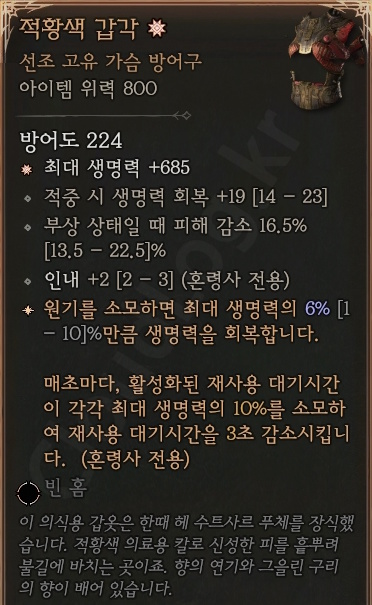 적황색 갑각
선조 고유 가슴 방어구
아이템 위력 800
방어도 224
최대 생명력 +685
적중 시 생명력 회복 +19 [14 – 23]
부상 상태일 때 피해 감소 16.5%
[13.5 – 22.5]%
인내 +2 [2 – 3] (혼령사 전용)
원기를 소모하면 최대 생명력의 6% [1
– 10]%만큼 생명력을 회복합니다.
매초마다, 활성화된 재사용 대기시간
이 각각 최대 생명력의 10%를 소모하
여 재사용 대기시간을 3초 감소시킵니
다. (혼령사 전용)
빈 홈
이 의식용 갑옷은 한때 헤 수트사르 푸체를 장식했
습니다. 적황색 의료용 칼로 신성한 피를 흩뿌려
불길에 바치는 곳이죠. 향의 연기와 그을린 구리
의 향이 배어 있습니다.